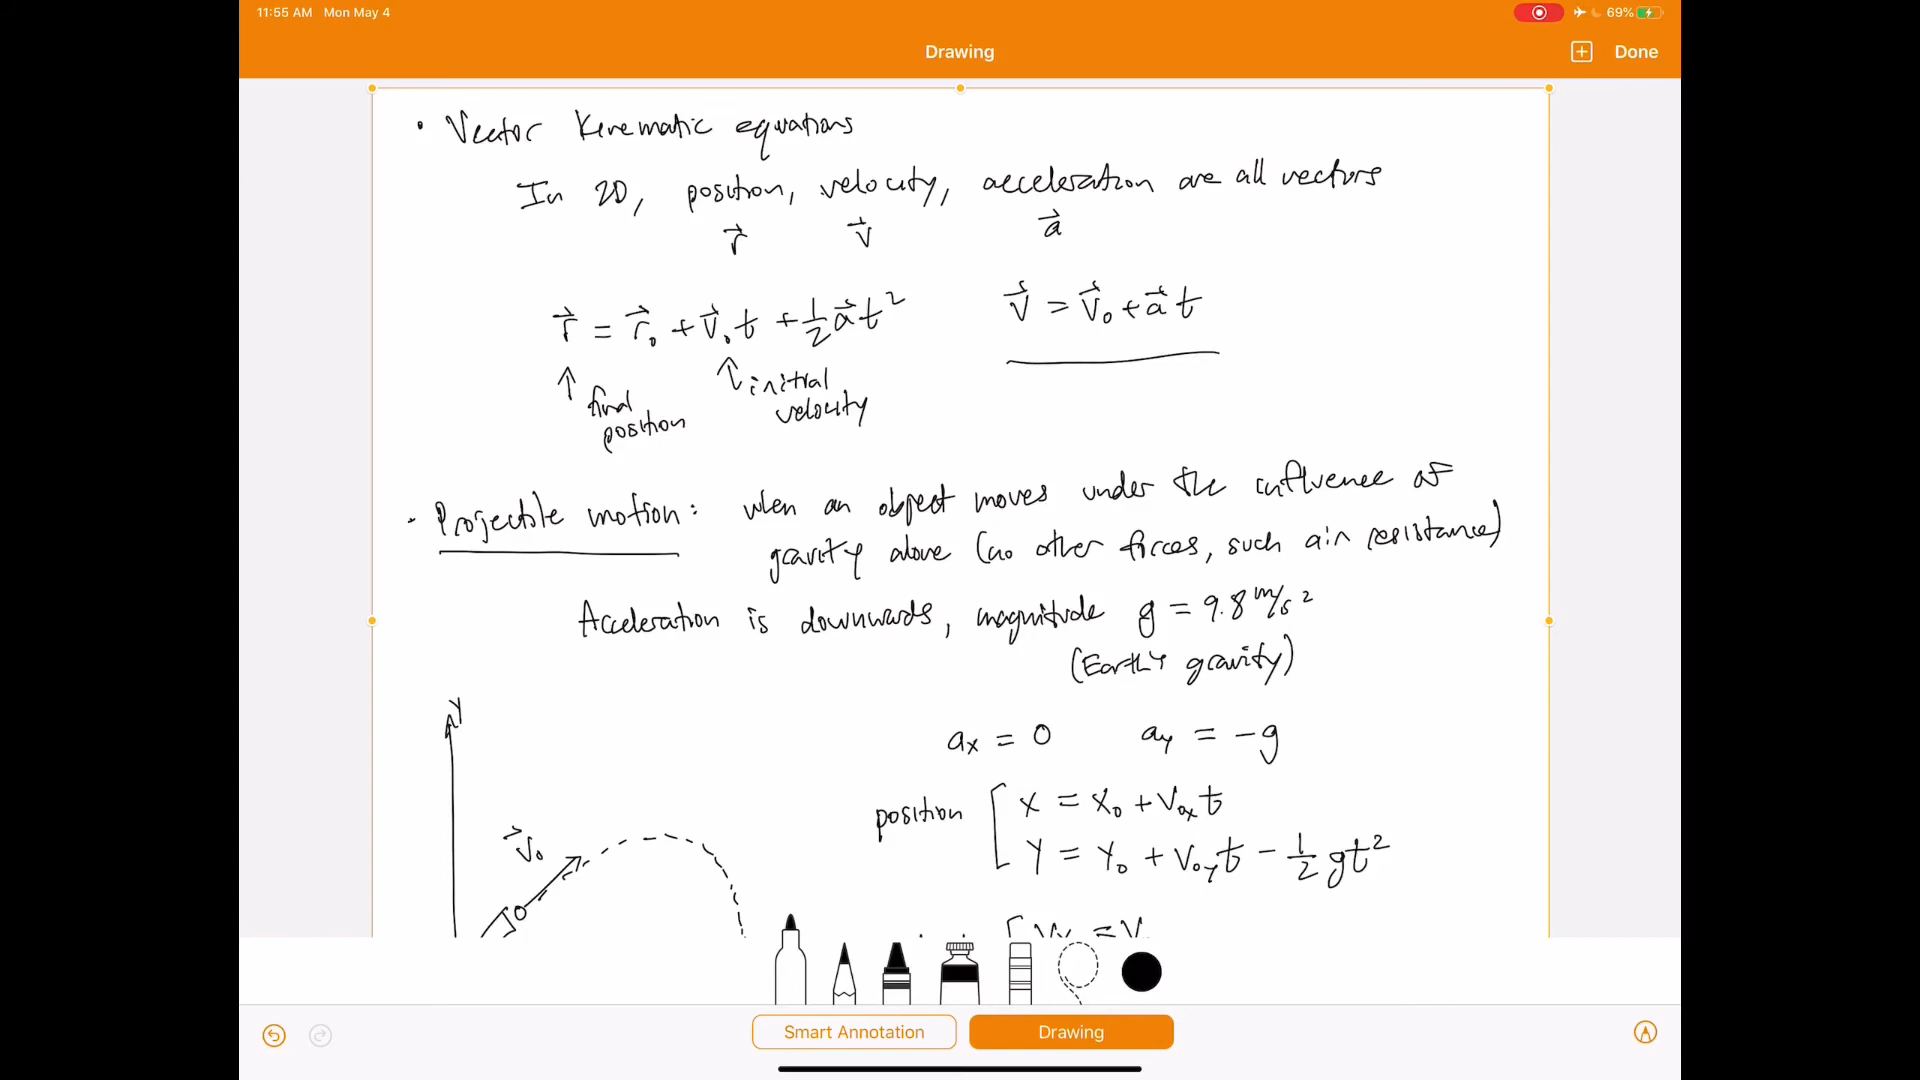 11:55 AM Mon May 4
69%
Drawing
Done
• Vector Kinematic equations
In 2D, position, velocity, acceleration are all vectors
r⃗ v⃗ a⃗
r⃗ = r⃗₀ + v⃗₀t + ½a⃗t²
v⃗ = v⃗₀ + a⃗t
↑ final position
↑ initial velocity
• Projectile motion: when an object moves under the influence of
gravity alone (no other forces, such air resistance)
Acceleration is downwards, magnitude g = 9.8 m/s²
(Earth's gravity)
Y
aₓ = 0 a_y = -g
position
x = x₀ + v₀ₓt
y = y₀ + v₀yt - ½gt²
v⃗₀
Smart Annotation
Drawing